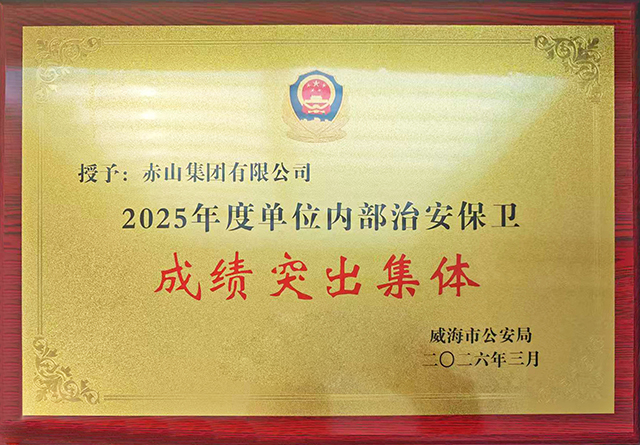 授予：赤山集团有限公司
2025年度单位内部治安保卫
成绩突出集体
威海市公安局
二〇二六年三月